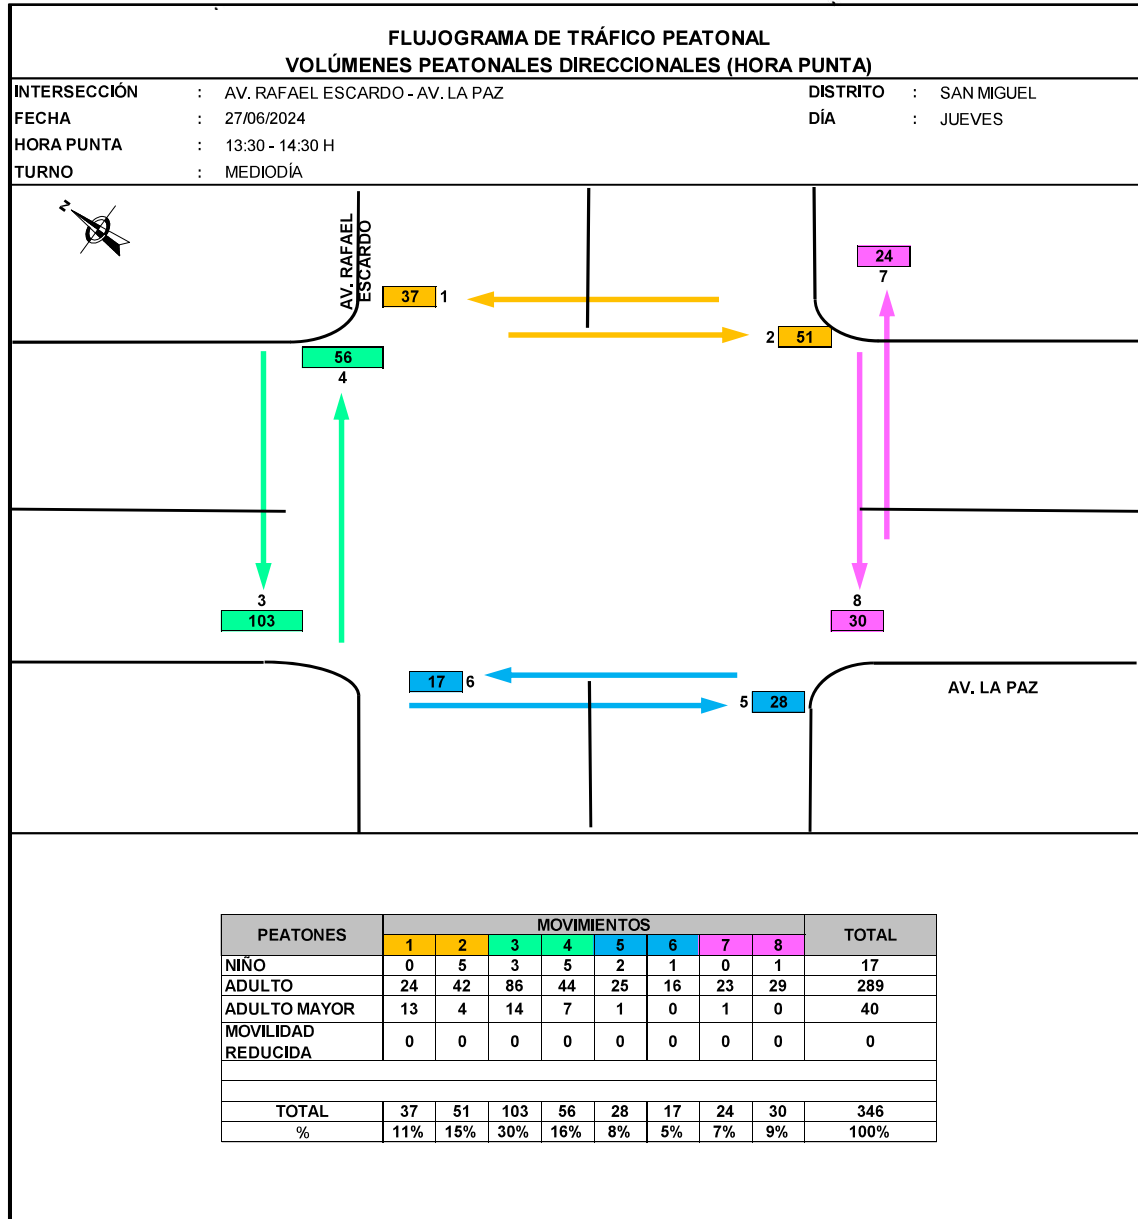 FLUJOGRAMA DE TRÁFICO PEATONAL
VOLÚMENES PEATONALES DIRECCIONALES (HORA PUNTA)
INTERSECCIÓN : AV. RAFAEL ESCARDO - AV. LA PAZ DISTRITO : SAN MIGUEL
FECHA : 27/06/2024 DÍA : JUEVES
HORA PUNTA : 13:30 - 14:30 H
TURNO : MEDIODÍA
N
AV. RAFAEL
ESCARDO
24
7
37 1
2 51
56
4
3
103
8
30
17 6
5 28
AV. LA PAZ
PEATONES MOVIMIENTOS TOTAL
1 2 3 4 5 6 7 8
NIÑO 0 5 3 5 2 1 0 1 17
ADULTO 24 42 86 44 25 16 23 29 289
ADULTO MAYOR 13 4 14 7 1 0 1 0 40
MOVILIDAD
REDUCIDA 0 0 0 0 0 0 0 0 0
TOTAL 37 51 103 56 28 17 24 30 346
% 11% 15% 30% 16% 8% 5% 7% 9% 100%